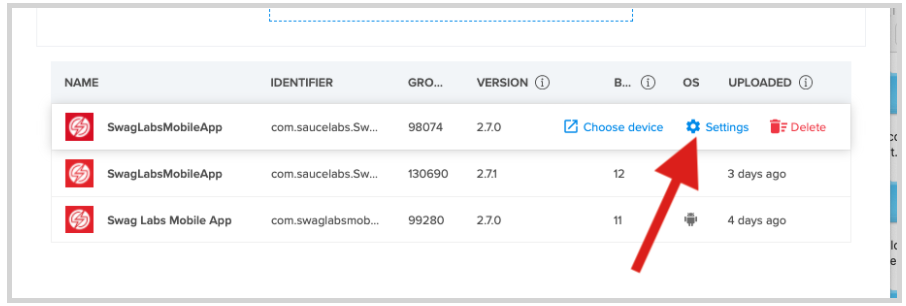 NAME IDENTIFIER GRO... VERSION B... OS UPLOADED
SwagLabsMobileApp com.saucelabs.Sw... 98074 2.7.0 Choose device Settings Delete
SwagLabsMobileApp com.saucelabs.Sw... 130690 2.7.1 12 3 days ago
Swag Labs Mobile App com.swaglabsmob... 99280 2.7.0 11 4 days ago